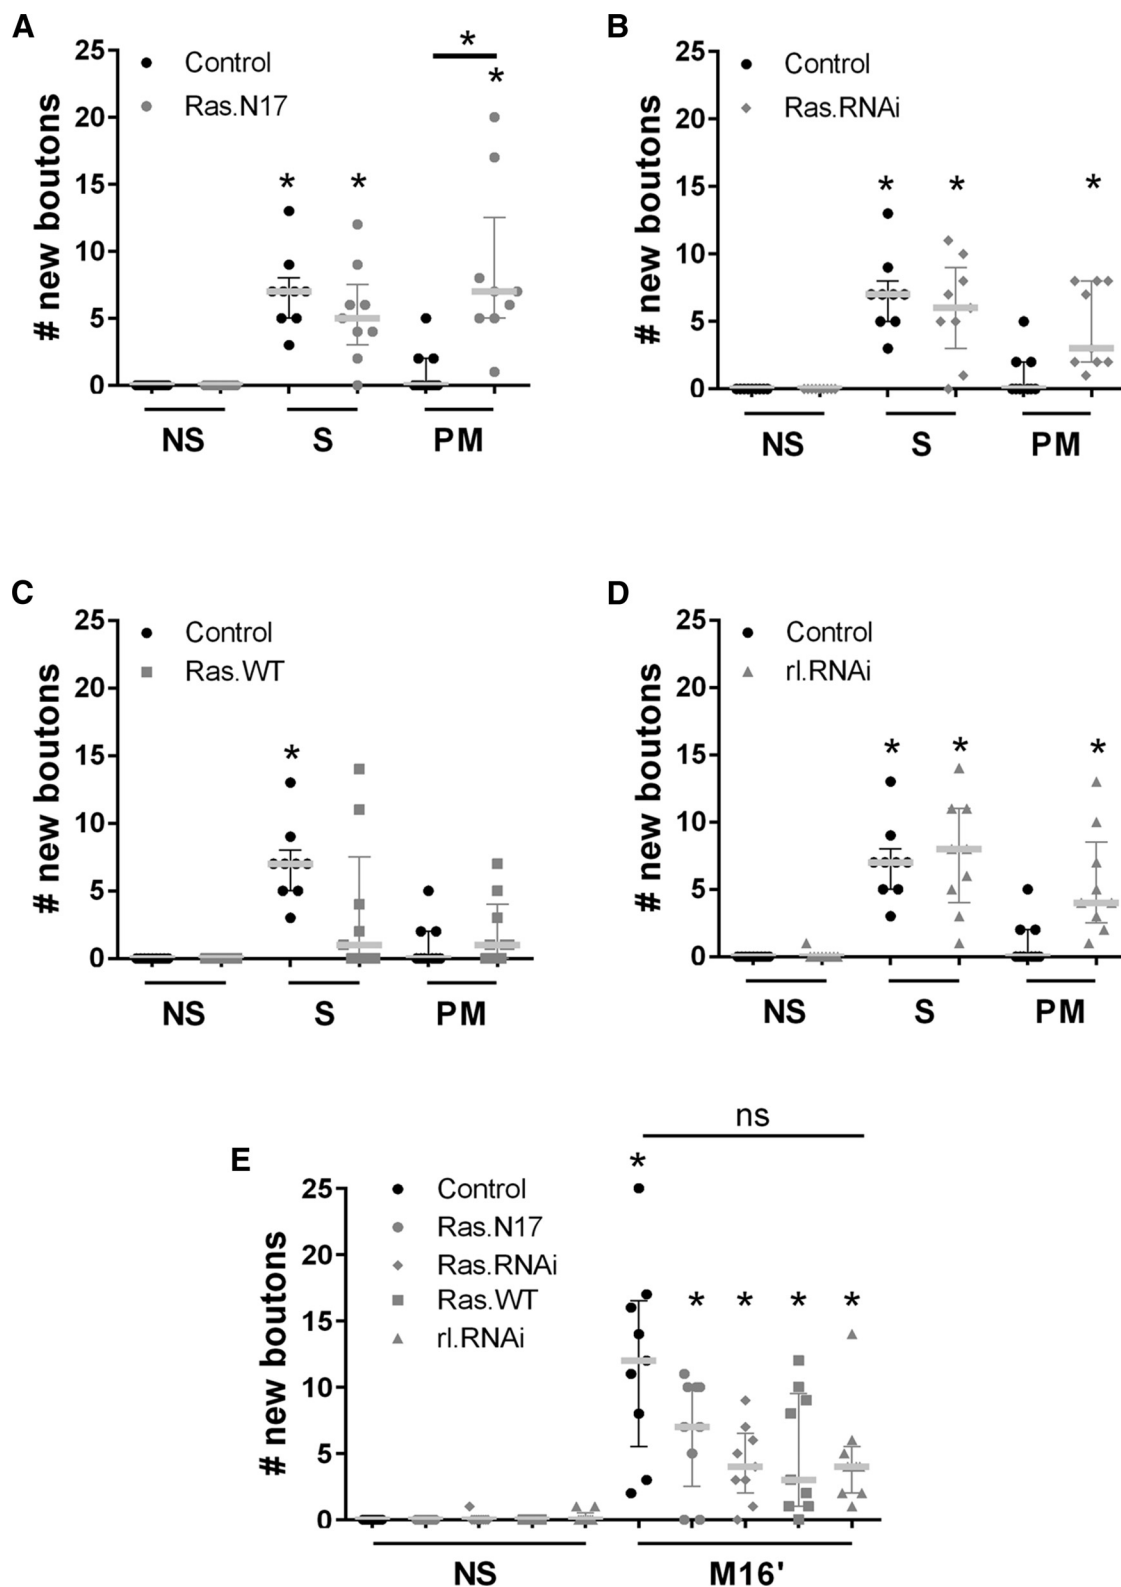 A
# new boutons
25
20
15
10
5
0
Control
Ras.N17
*
*
*
*
NS
S
PM
B
# new boutons
25
20
15
10
5
0
Control
Ras.RNAi
*
*
*
NS
S
PM
C
# new boutons
25
20
15
10
5
0
Control
Ras.WT
*
NS
S
PM
D
# new boutons
25
20
15
10
5
0
Control
rl.RNAi
*
*
*
NS
S
PM
E
# new boutons
25
20
15
10
5
0
Control
Ras.N17
Ras.RNAi
Ras.WT
rl.RNAi
ns
*
* * * *
NS
M16'